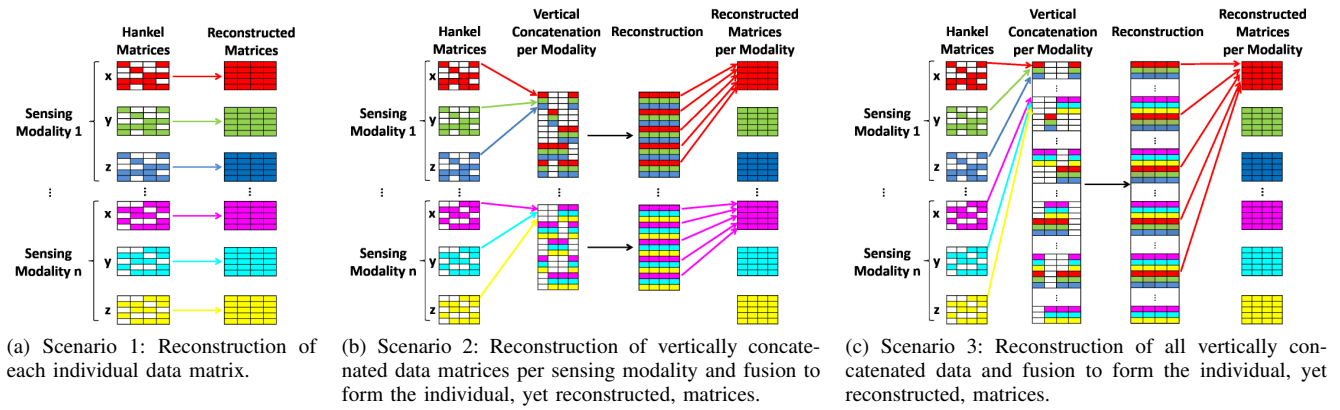 Hankel
Matrices
Reconstructed
Matrices
Sensing
Modality 1
x
y
z
...
...
...
Sensing
Modality n
x
y
z
(a) Scenario 1: Reconstruction of
each individual data matrix.
Hankel
Matrices
Vertical
Concatenation
per Modality
Reconstruction
Reconstructed
Matrices
per Modality
Sensing
Modality 1
x
y
z
...
...
...
Sensing
Modality n
x
y
z
(b) Scenario 2: Reconstruction of vertically concate-
nated data matrices per sensing modality and fusion to
form the individual, yet reconstructed, matrices.
Hankel
Matrices
Vertical
Concatenation
per Modality
Reconstruction
Reconstructed
Matrices
per Modality
Sensing
Modality 1
x
y
z
...
...
...
Sensing
Modality n
x
y
z
(c) Scenario 3: Reconstruction of all vertically con-
catenated data and fusion to form the individual, yet
reconstructed, matrices.